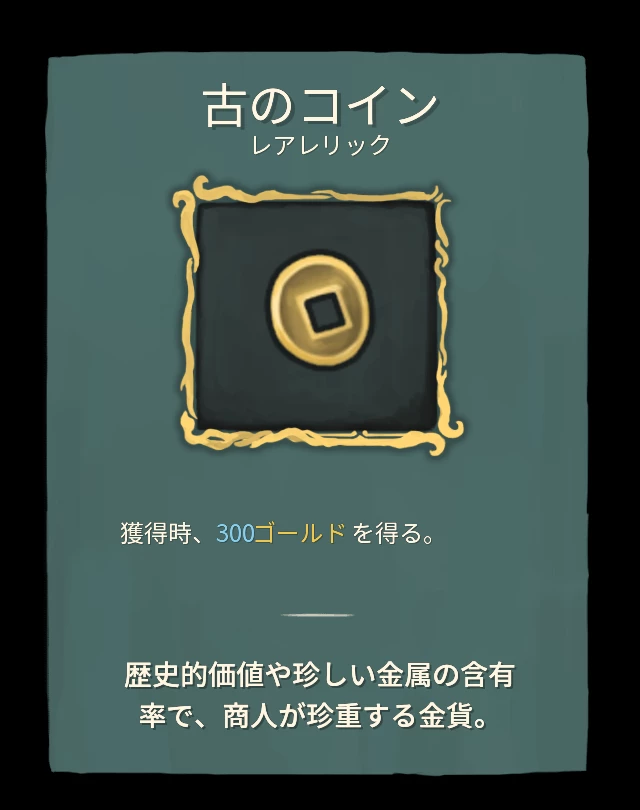 古のコイン
レアレリック
獲得時、300ゴールド を得る。
歴史的価値や珍しい金属の含有
率で、商人が珍重する金貨。